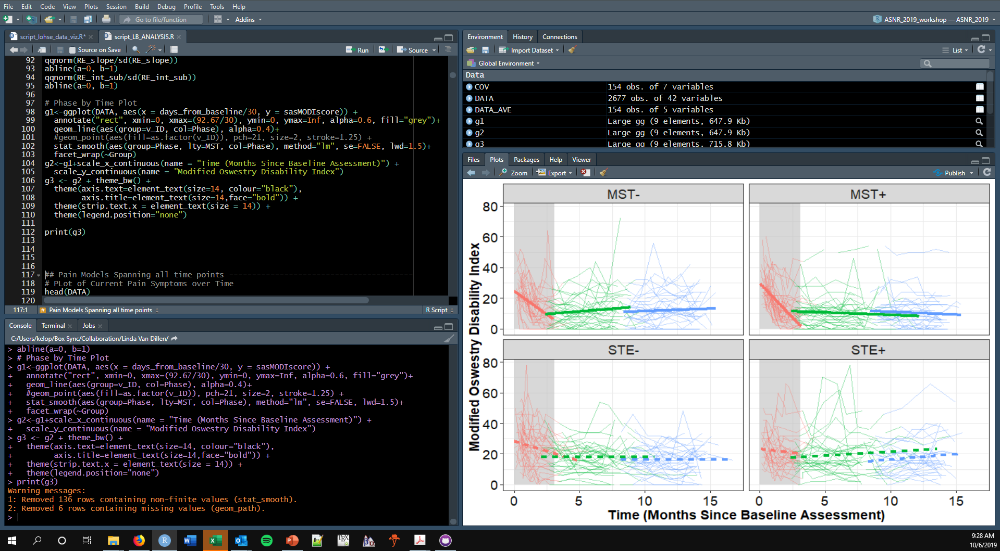 File Edit Code View Plots Session Build Debug Profile Tools Help
Go to file/function Addins ASNR_2019_workshop — ASNR_2019
script_lohse_data_viz.R* script_LB_ANALYSIS.R
Source on Save Run Source
92 qqnorm(RE_slope/sd(RE_slope))
93 abline(a=0, b=1)
94 qqnorm(RE_int_sub/sd(RE_int_sub))
95 abline(a=0, b=1)
96
97 # Phase by Time Plot
98 g1<-ggplot(DATA, aes(x = days_from_baseline/30, y = sasMODIscore)) +
99 annotate("rect", xmin=0, xmax=(92.67/30), ymin=0, ymax=Inf, alpha=0.6, fill="grey")+
100 geom_line(aes(group=v_ID, col=Phase), alpha=0.4)+
101 #geom_point(aes(fill=as.factor(v_ID)), pch=21, size=2, stroke=1.25) +
102 stat_smooth(aes(group=Phase, lty=MST, col=Phase), method="lm", se=FALSE, lwd=1.5)+
103 facet_wrap(~Group)
104 g2<-g1+scale_x_continuous(name = "Time (Months Since Baseline Assessment)") +
105 scale_y_continuous(name = "Modified Oswestry Disability Index")
106 g3 <- g2 + theme_bw() +
107 theme(axis.text=element_text(size=14, colour="black"),
108 axis.title=element_text(size=14,face="bold")) +
109 theme(strip.text.x = element_text(size = 14)) +
110 theme(legend.position="none")
111
112 print(g3)
113
114
115
116
117 ## Pain Models Spanning all time points ----------------------------------------
118 # PLot of Current Pain Symptoms over Time
119 head(DATA)
120
117:1 # Pain Models Spanning all time points R Script
Console Terminal Jobs
C:/Users/kelop/Box Sync/Collaboration/Linda Van Dillen/
> abline(a=0, b=1)
> # Phase by Time Plot
> g1<-ggplot(DATA, aes(x = days_from_baseline/30, y = sasMODIscore)) +
+ annotate("rect", xmin=0, xmax=(92.67/30), ymin=0, ymax=Inf, alpha=0.6, fill="grey")+
+ geom_line(aes(group=v_ID, col=Phase), alpha=0.4)+
+ #geom_point(aes(fill=as.factor(v_ID)), pch=21, size=2, stroke=1.25) +
+ stat_smooth(aes(group=Phase, lty=MST, col=Phase), method="lm", se=FALSE, lwd=1.5)+
+ facet_wrap(~Group)
> g2<-g1+scale_x_continuous(name = "Time (Months Since Baseline Assessment)") +
+ scale_y_continuous(name = "Modified Oswestry Disability Index")
> g3 <- g2 + theme_bw() +
+ theme(axis.text=element_text(size=14, colour="black"),
+ axis.title=element_text(size=14,face="bold")) +
+ theme(strip.text.x = element_text(size = 14)) +
+ theme(legend.position="none")
> print(g3)
Warning messages:
1: Removed 136 rows containing non-finite values (stat_smooth).
2: Removed 6 rows containing missing values (geom_path).
>
Environment History Connections
Import Dataset List
Global Environment
Data
COV 154 obs. of 7 variables
DATA 2677 obs. of 42 variables
DATA_AVE 154 obs. of 5 variables
g1 Large gg (9 elements, 647.9 Kb)
g2 Large gg (9 elements, 647.9 Kb)
g3 Large gg (9 elements, 715.8 Kb)
Files Plots Packages Help Viewer
Zoom Export Publish
Modified Oswestry Disability Index
MST- MST+
80
60
40
20
0
STE- STE+
80
60
40
20
0
0 5 10 15 0 5 10 15
Time (Months Since Baseline Assessment)
9:28 AM
10/6/2019